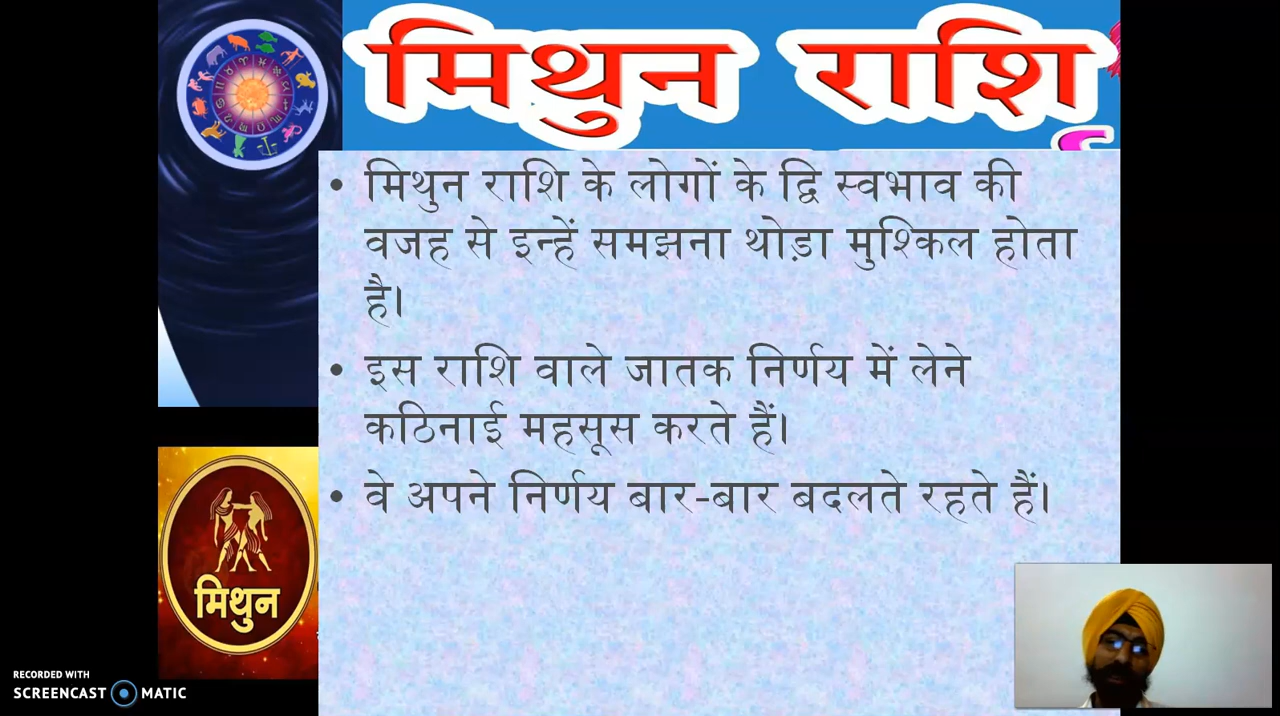 मिथुन राशि
• मिथुन राशि के लोगों के द्वि स्वभाव की
वजह से इन्हें समझना थोड़ा मुश्किल होता
है।
• इस राशि वाले जातक निर्णय में लेने
कठिनाई महसूस करते हैं।
• वे अपने निर्णय बार-बार बदलते रहते हैं।
मिथुन
RECORDED WITH
SCREENCAST MATIC